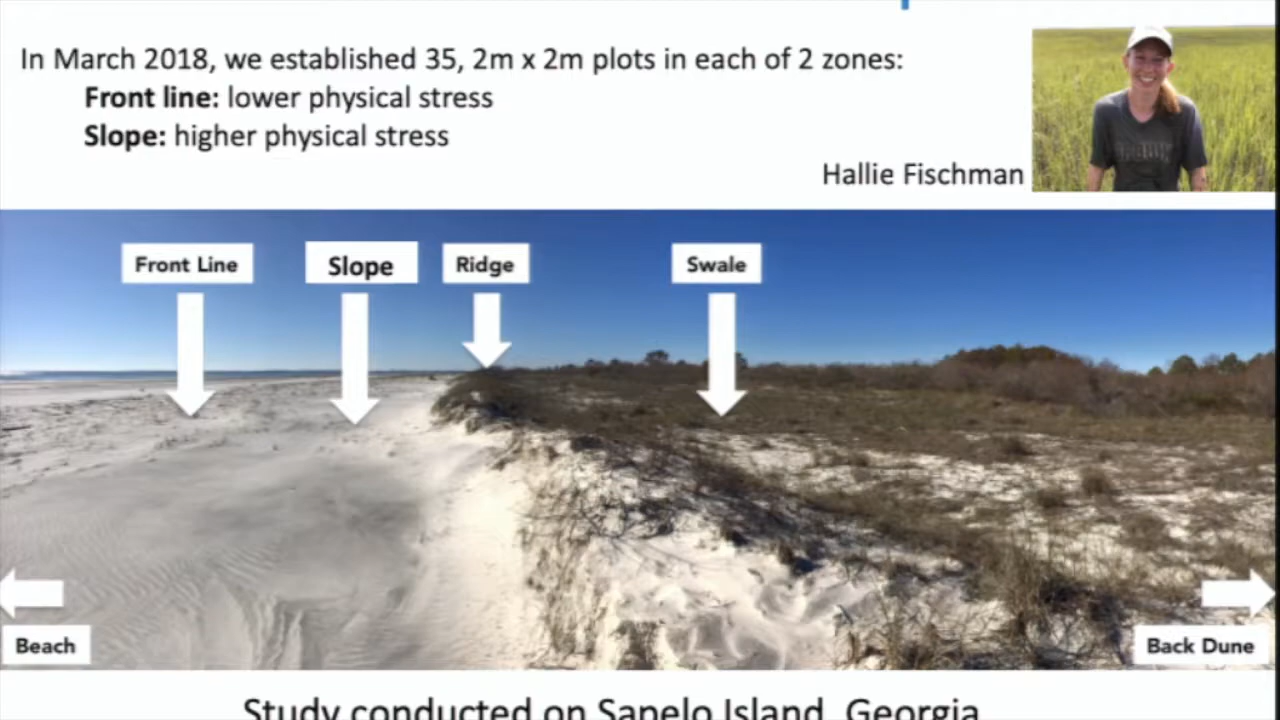 In March 2018, we established 35, 2m x 2m plots in each of 2 zones:
Front line: lower physical stress
Slope: higher physical stress
Hallie Fischman
Front Line
Slope
Ridge
Swale
Beach
Back Dune
Study conducted on Sapelo Island, Georgia